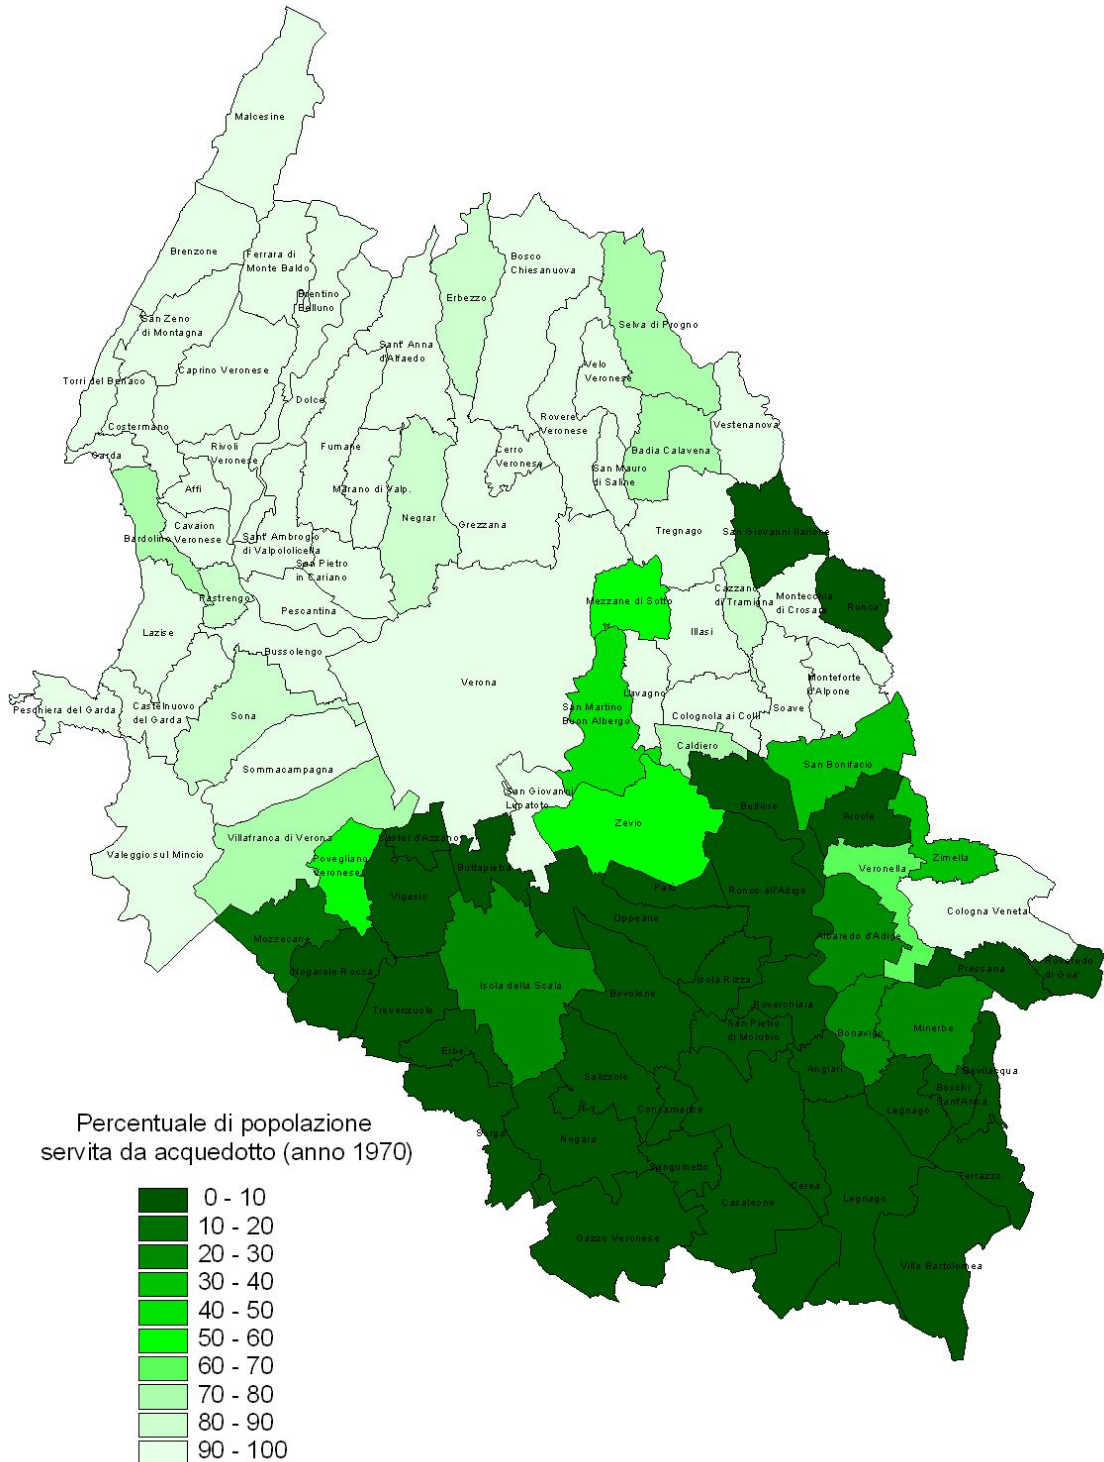 Malcesine
Brenzone
Ferrara di
Monte Baldo
Bosco
Chiesanuova
Erbezzo
Brentino
Belluno
San Zeno
di Montagna
Selva di Progno
Sant' Anna
d'Alfaedo
Caprino Veronese
Velo
Veronese
Torri del Benaco
Dolce
Costermano
Rovere
Veronese
Vestenanova
Rivoli
Veronese
Fumane
Cerro
Veronese
Badia Calavena
Garda
San Mauro
di Saline
Affi
Marano di Valp.
Negrar
Grezzana
Cavaion
Veronese
Bardolino
Sant' Ambrogio
di Valpololicella
Tregnago
San Giovanni Ilarione
San Pietro
in Cariano
Pastrengo
Pescantina
Mezzane di Sotto
Cazzano
di Tramigna
Montecchia
di Crosara
Ronca'
Lazise
Illasi
Bussolengo
Verona
Monteforte
d'Alpone
Peschiera del Garda
Castelnuovo
del Garda
Sona
San Martino
Buon Albergo
Lavagno
Colognola ai Colli
Soave
Caldiero
Sommacampagna
San Bonifacio
San Giovanni
Lupatoto
Belfiore
Arcole
Zevio
Villafranca di Verona
Castel d'Azzano
Valeggio sul Mincio
Povegliano
Veronese
Buttapietra
Veronella
Zimella
Vigasio
Palu'
Ronco all'Adige
Oppeano
Cologna Veneta
Mozzecane
Albaredo d'Adige
Nogarole Rocca
Isola della Scala
Isola Rizza
Pressana
Roveredo
di Gua'
Bovolone
Roverchiara
Trevenzuolo
San Pietro
di Morubio
Bonavigo
Minerbe
Erbe'
Angiari
Bevilacqua
Salizzole
Boschi
Sant'Anna
Concamarise
Legnago
Sorga'
Nogara
Sanguinetto
Terrazzo
Cerea
Casaleone
Legnago
Gazzo Veronese
Villa Bartolomea
Percentuale di popolazione
servita da acquedotto (anno 1970)
0 - 10
10 - 20
20 - 30
30 - 40
40 - 50
50 - 60
60 - 70
70 - 80
80 - 90
90 - 100